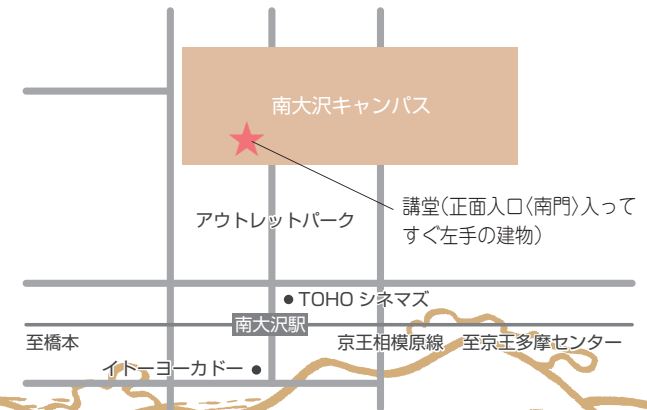 南大沢キャンパス
講堂（正面入口〈南門〉入って
すぐ左手の建物）
アウトレットパーク
TOHO シネマズ
南大沢駅
至橋本
京王相模原線
至京王多摩センター
イトーヨーカドー